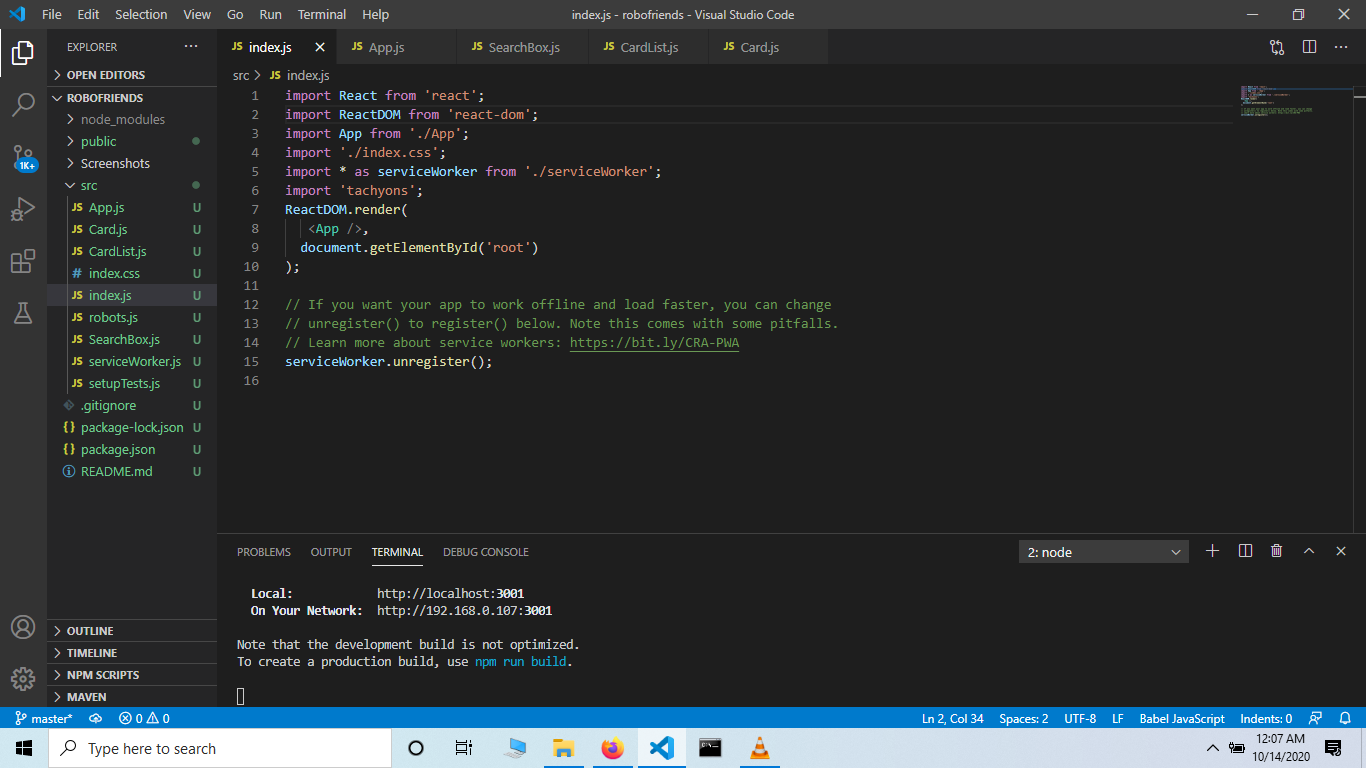 File Edit Selection View Go Run Terminal Help index.js - robofriends - Visual Studio Code
EXPLORER ···
JS index.js JS App.js JS SearchBox.js JS CardList.js JS Card.js
OPEN EDITORS
ROBOFRIENDS
node_modules
public
Screenshots
src
JS App.js U
JS Card.js U
JS CardList.js U
# index.css U
JS index.js U
JS robots.js U
JS SearchBox.js U
JS serviceWorker.js U
JS setupTests.js U
.gitignore U
{} package-lock.json U
{} package.json U
README.md U
OUTLINE
TIMELINE
NPM SCRIPTS
MAVEN
1K+
src > JS index.js
1 import React from 'react';
2 import ReactDOM from 'react-dom';
3 import App from './App';
4 import './index.css';
5 import * as serviceWorker from './serviceWorker';
6 import 'tachyons';
7 ReactDOM.render(
8 <App />,
9 document.getElementById('root')
10 );
11
12 // If you want your app to work offline and load faster, you can change
13 // unregister() to register() below. Note this comes with some pitfalls.
14 // Learn more about service workers: https://bit.ly/CRA-PWA
15 serviceWorker.unregister();
16
PROBLEMS OUTPUT TERMINAL DEBUG CONSOLE 2: node
Local: http://localhost:3001
On Your Network: http://192.168.0.107:3001
Note that the development build is not optimized.
To create a production build, use npm run build.
master* 0 0 Ln 2, Col 34 Spaces: 2 UTF-8 LF Babel JavaScript Indents: 0
Type here to search
12:07 AM
10/14/2020